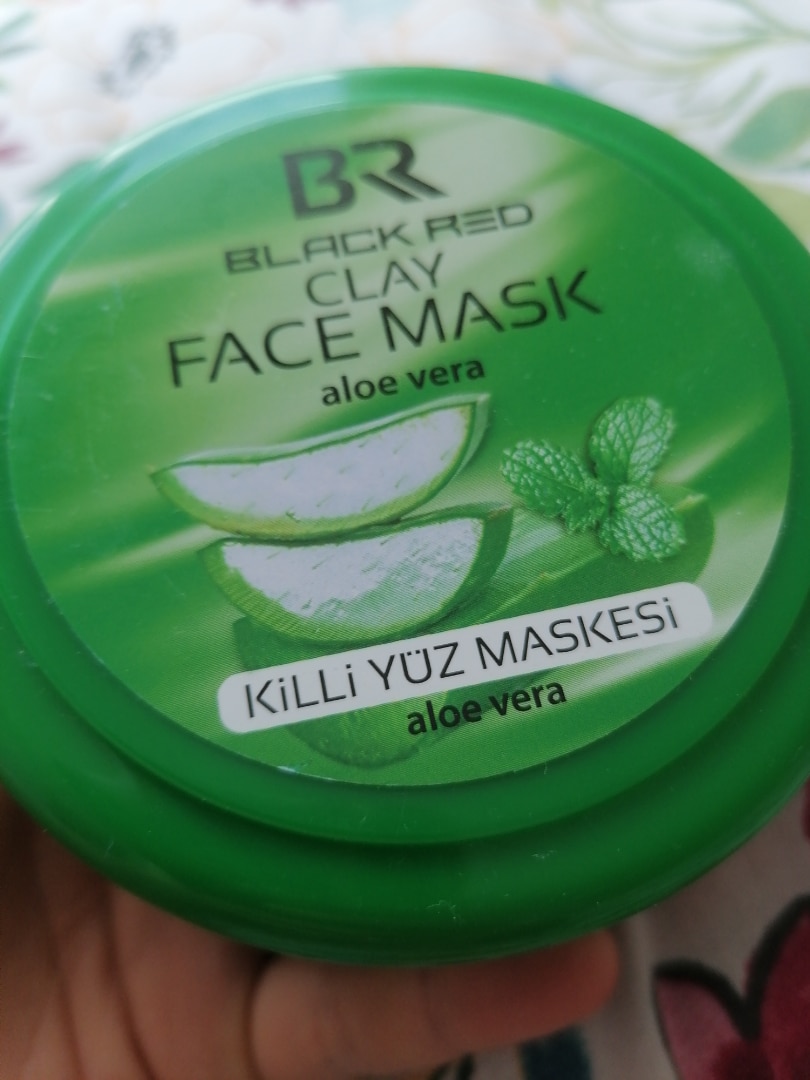 BR
BLACK RED
CLAY
FACE MASK
aloe vera
KiLLi YÜZ MASKESi
aloe vera